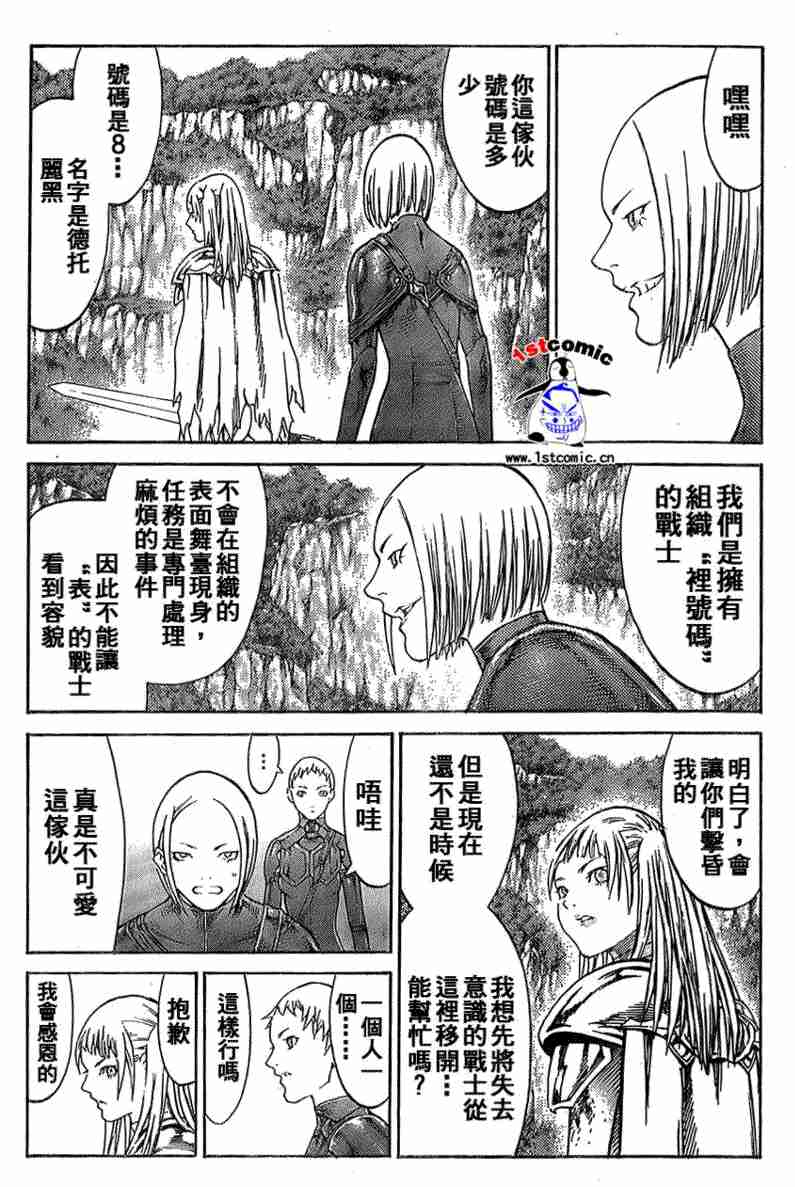 嘿嘿
你這傢伙
號碼是多
少
號碼是8…
名字是德托
麗黑
1stcomic
www.1stcomic.cn
我們是擁有
組織“裡號碼”
的戰士
不會在組織的
表面舞臺現身，
任務是專門處理
麻煩的事件
因此不能讓
“表”的戰士
看到容貌
明白了，會
讓你們擊昏
我的
但是現在
還不是時候
我想先將失去
意識的戰士從
這裡移開…
能幫忙嗎？
唔哇
…
真是不可愛
這傢伙
一個人一
個……
這樣行嗎
抱歉
我會感恩的